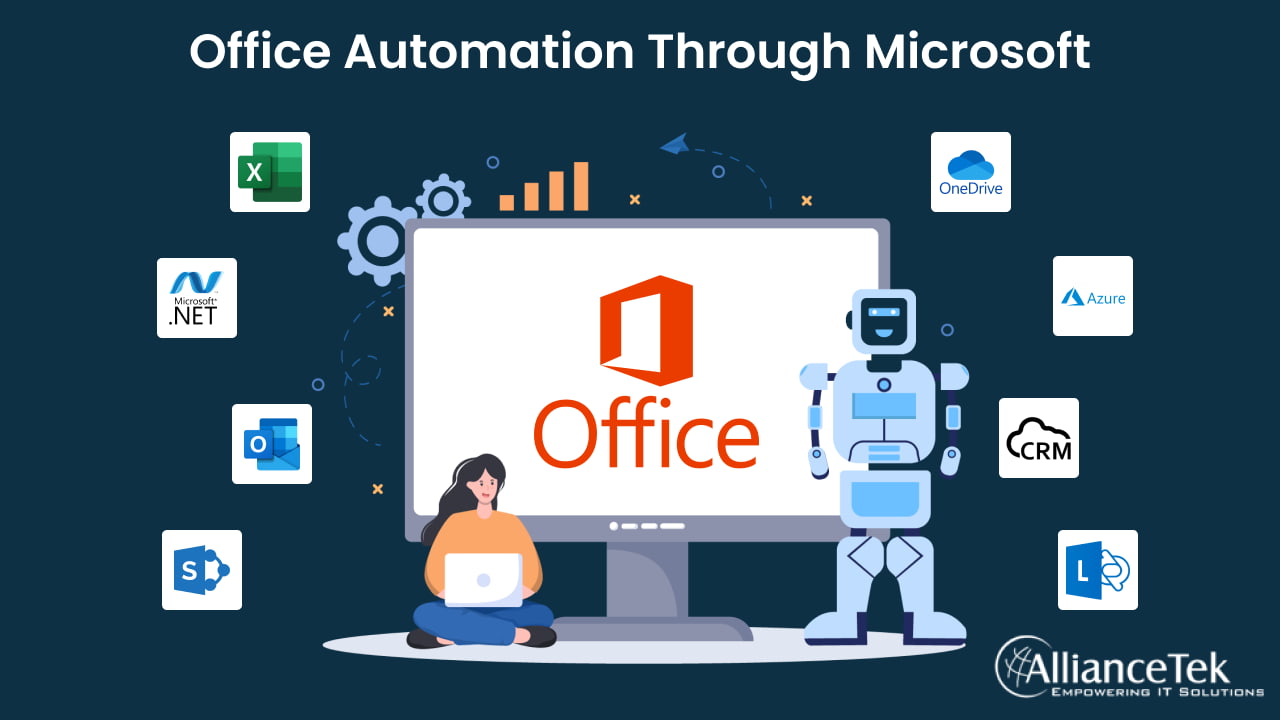 Office Automation Through Microsoft
X
OneDrive
Microsoft®
.NET
Azure
Office
O
CRM
S
L
AllianceTek
Empowering IT Solutions